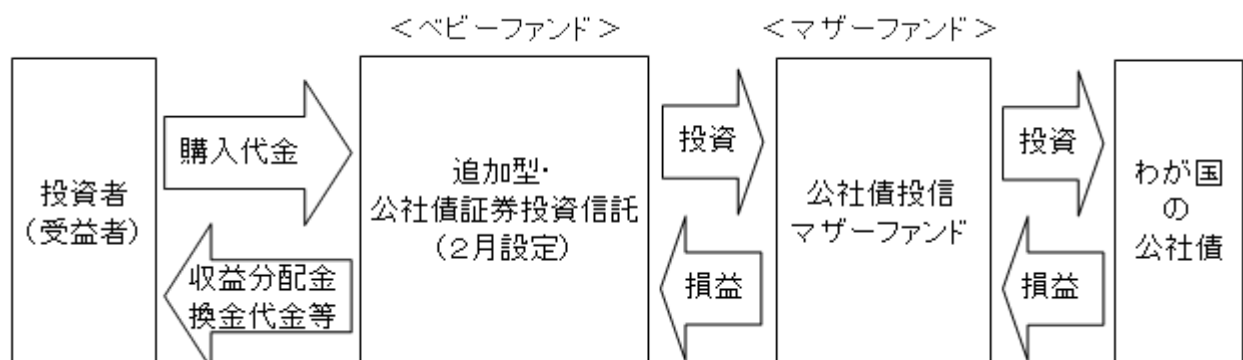 ＜ベビーファンド＞
＜マザーファンド＞
投資者
(受益者)
購入代金
収益分配金
換金代金等
追加型・
公社債証券投資信託
(２月設定)
投資
損益
公社債投信
マザーファンド
投資
損益
わが国
の
公社債